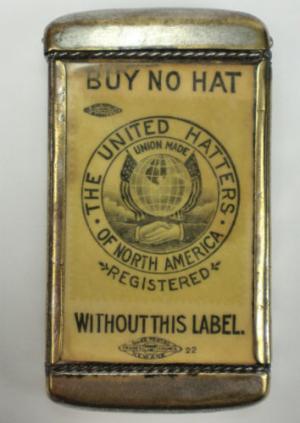 BUY NO HAT
THE UNITED HATTERS
UNION MADE
· OF NORTH AMERICA ·
REGISTERED
WITHOUT THIS LABEL.
22